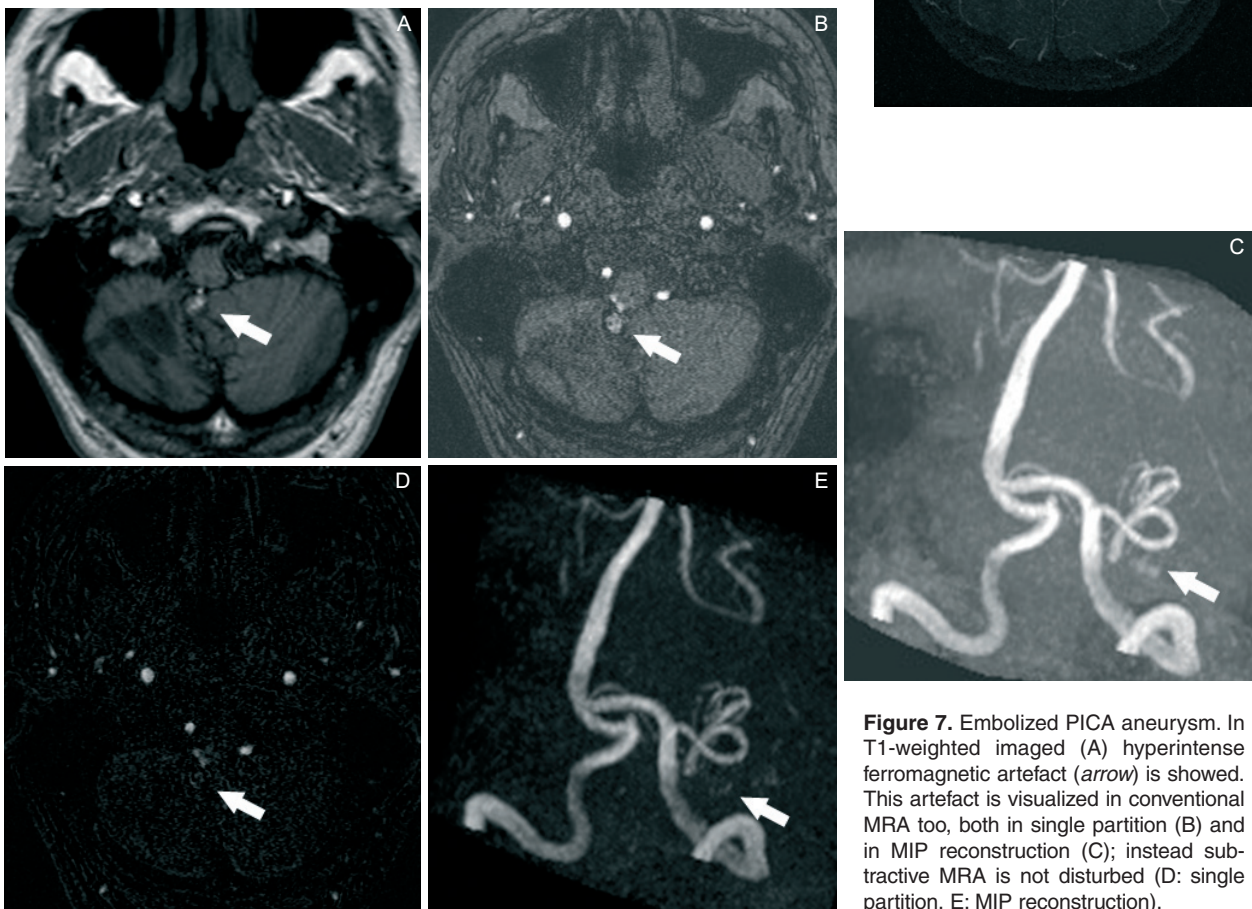 A
B
C
D
E
Figure 7. Embolized PICA aneurysm. In
T1-weighted imaged (A) hyperintense
ferromagnetic artefact (arrow) is showed.
This artefact is visualized in conventional
MRA too, both in single partition (B) and
in MIP reconstruction (C); instead sub-
tractive MRA is not disturbed (D: single
partition, E: MIP reconstruction).